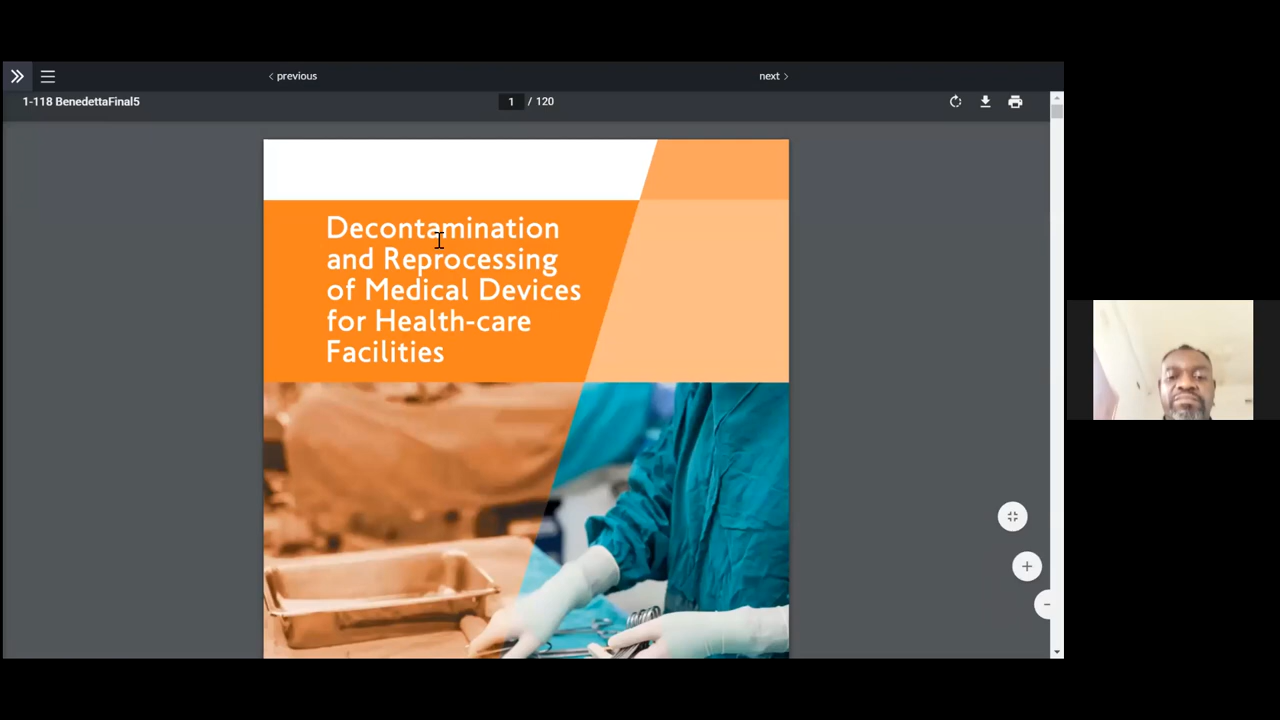 previous
next
1-118 BenedettaFinal5
1 / 120
Decontamination
and Reprocessing
of Medical Devices
for Health-care
Facilities